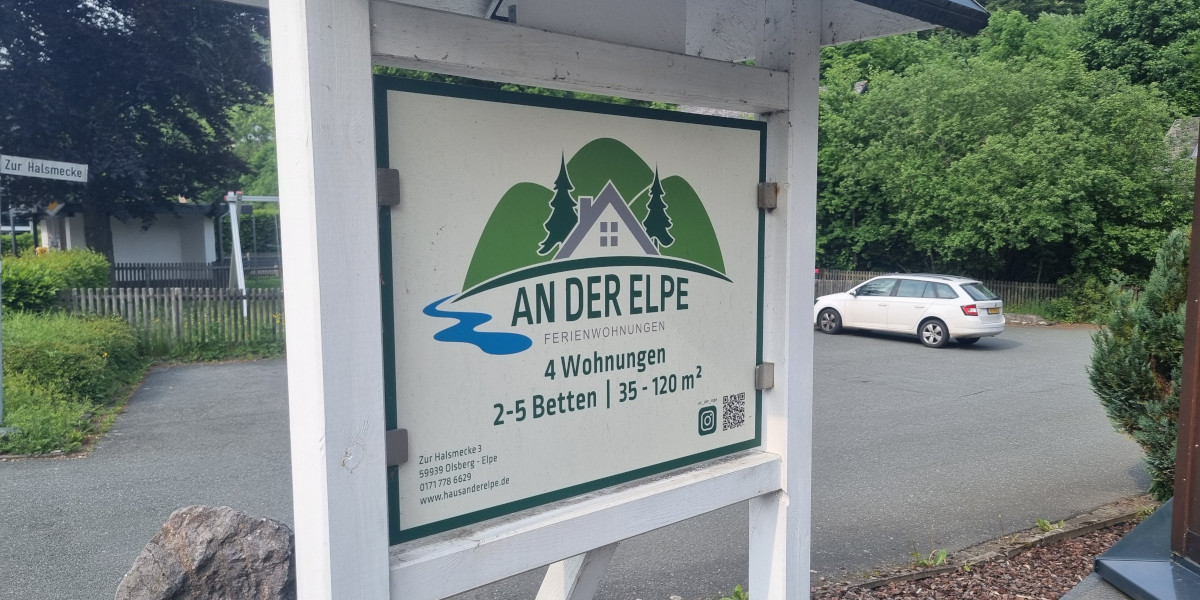 Zur Halsmecke
AN DER ELPE
FERIENWOHNUNGEN
4 Wohnungen
2-5 Betten | 35 - 120 m²
Zur Halsmecke 3
59939 Olsberg - Elpe
0171 778 6629
www.hausanderelpe.de